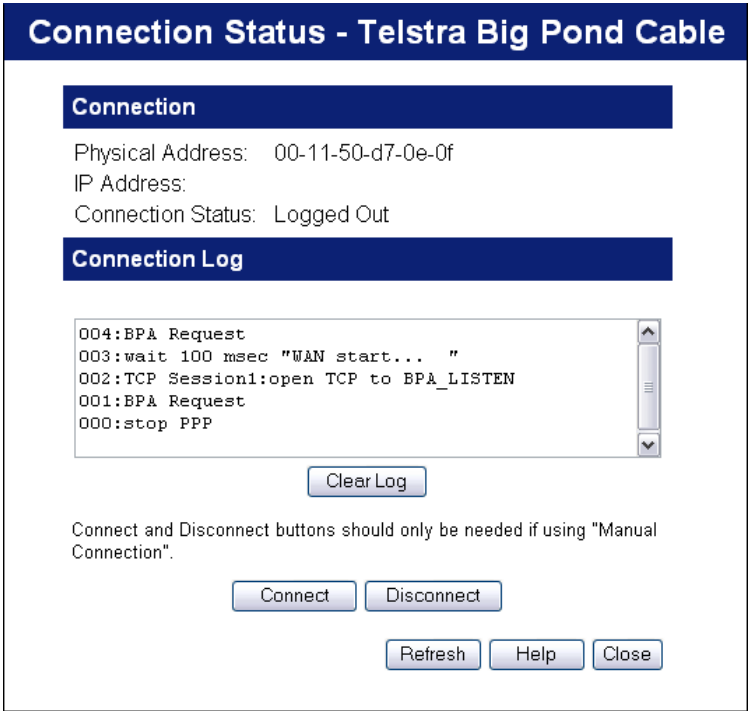 Connection Status - Telstra Big Pond Cable
Connection
Physical Address: 00-11-50-d7-0e-0f
IP Address:
Connection Status: Logged Out
Connection Log
004:BPA Request
003:wait 100 msec "WAN start... "
002:TCP Session1:open TCP to BPA_LISTEN
001:BPA Request
000:stop PPP
Clear Log
Connect and Disconnect buttons should only be needed if using "Manual
Connection".
Connect Disconnect
Refresh Help Close